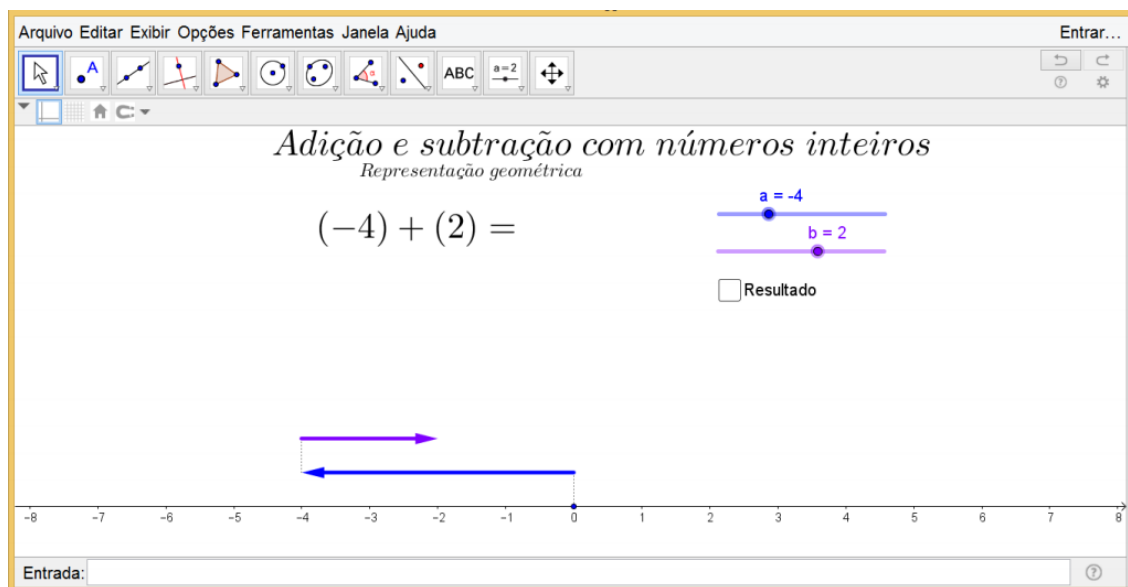 Arquivo Editar Exibir Opções Ferramentas Janela Ajuda Entrar...
A α ABC a=2
Adição e subtração com números inteiros
Representação geométrica
a = -4
(−4) + (2) =
b = 2
Resultado
-8 -7 -6 -5 -4 -3 -2 -1 0 1 2 3 4 5 6 7 8
Entrada: